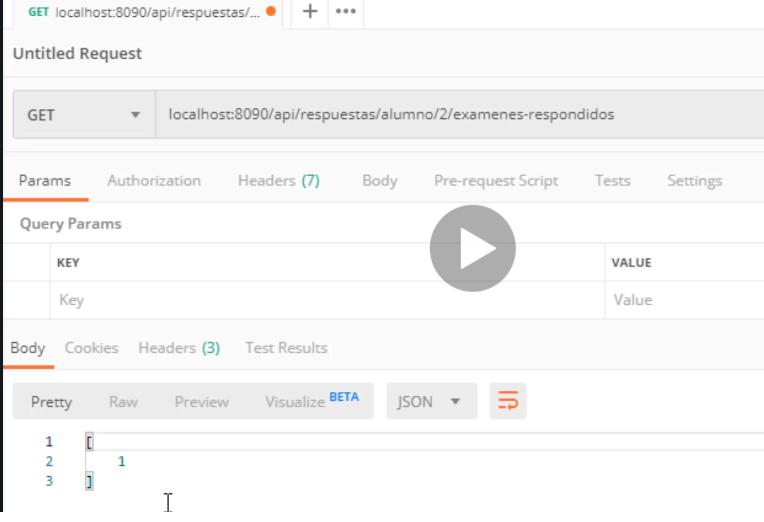 GET localhost:8090/api/respuestas/... + •••
Untitled Request
GET localhost:8090/api/respuestas/alumno/2/examenes-respondidos
Params Authorization Headers (7) Body Pre-request Script Tests Settings
Query Params
KEY VALUE
Key Value
Body Cookies Headers (3) Test Results
Pretty Raw Preview Visualize BETA JSON
1 [
2 1
3 ]